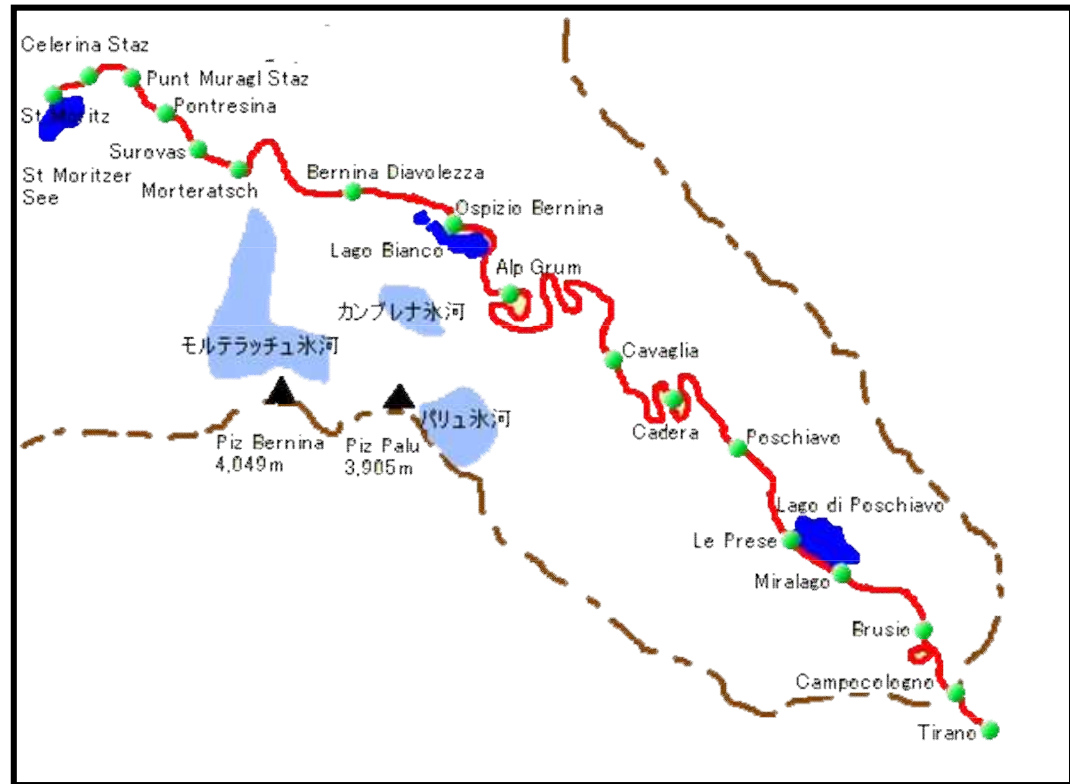 Celerina Staz
Punt Muragl Staz
St Moritz
Pontresina
Surovas
St Moritzer
See
Morteratsch
Bernina Diavolezza
Ospizio Bernina
Lago Bianco
Alp Grum
カンブレナ氷河
モルテラッチュ氷河
Cavaglia
パリュ氷河
Cadera
Piz Bernina
4,049m
Piz Palu
3,905m
Poschiavo
Lago di Poschiavo
Le Prese
Miralago
Brusio
Campocologno
Tirano